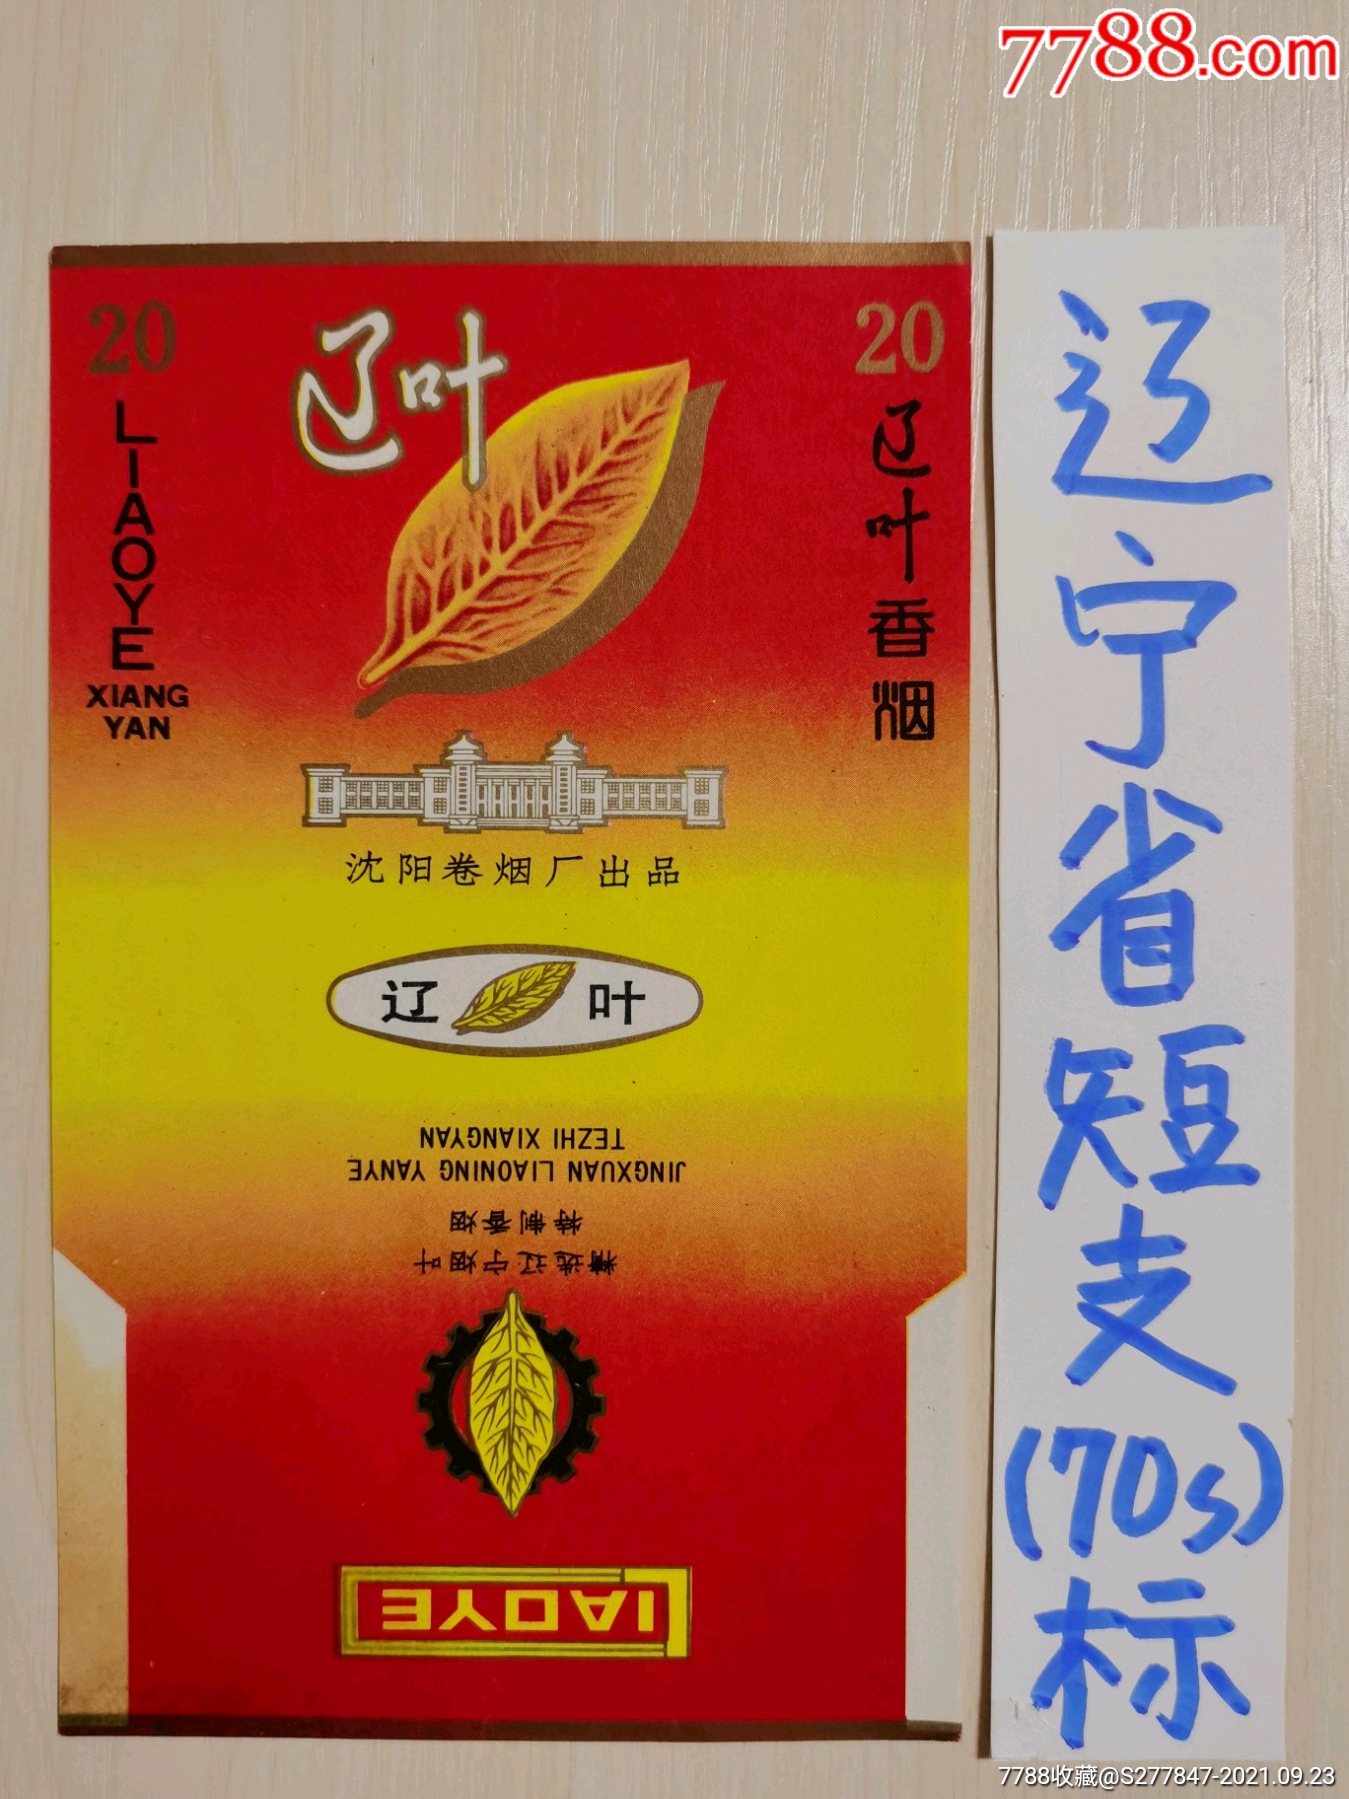 7788.com
20
LIAOYE
XIANG
YAN
辽叶
20
辽叶香烟
沈阳卷烟厂出品
辽 叶
LIAOYE
精选辽宁烟叶
特制香烟
JINGXUAN LIAONING YANYE
TEZHI XIANGYAN
辽宁省短支(70s)标
7788收藏@S277847-2021.09.23